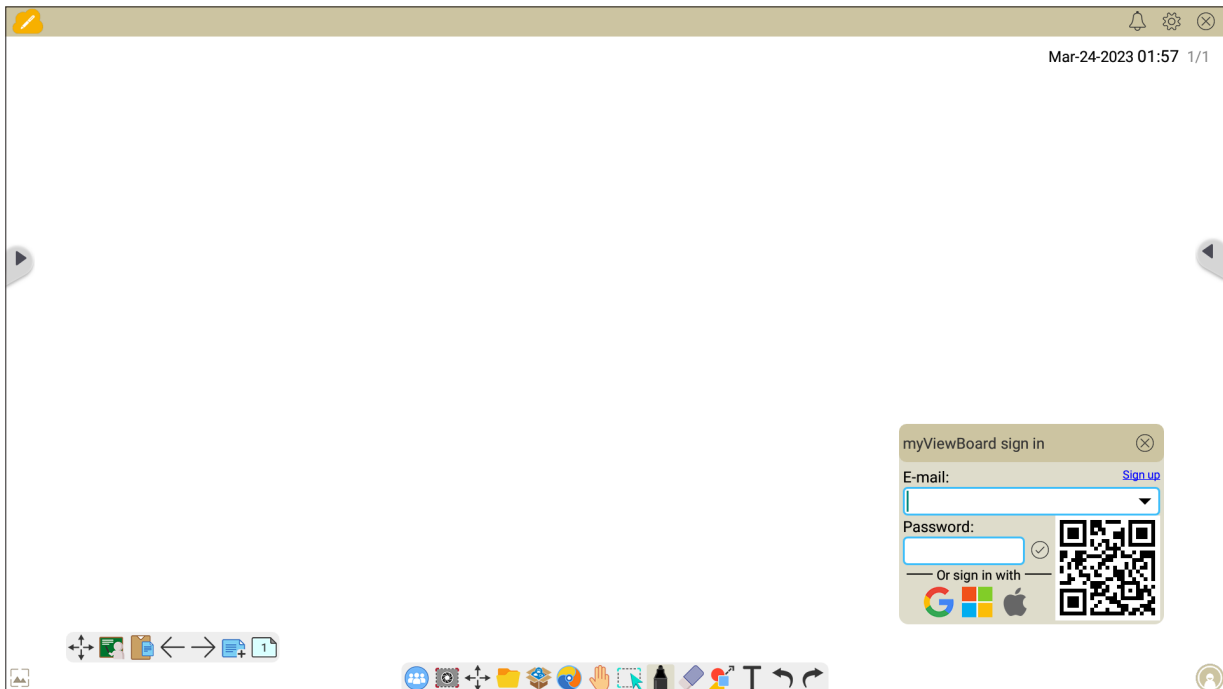 Mar-24-2023 01:57 1/1
myViewBoard sign in
E-mail: Sign up
Password:
Or sign in with
1